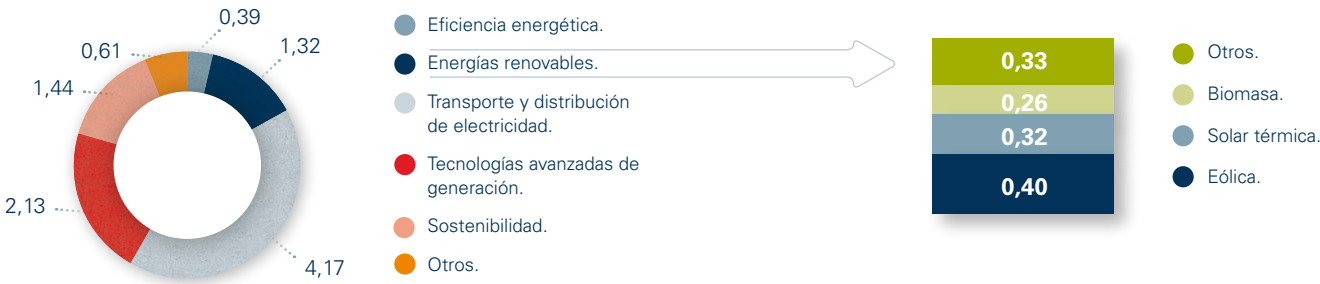 0,39
0,61
1,32
1,44
2,13
4,17
Eficiencia energética.
Energías renovables.
Transporte y distribución
de electricidad.
Tecnologías avanzadas de
generación.
Sostenibilidad.
Otros.
0,33
0,26
0,32
0,40
Otros.
Biomasa.
Solar térmica.
Eólica.